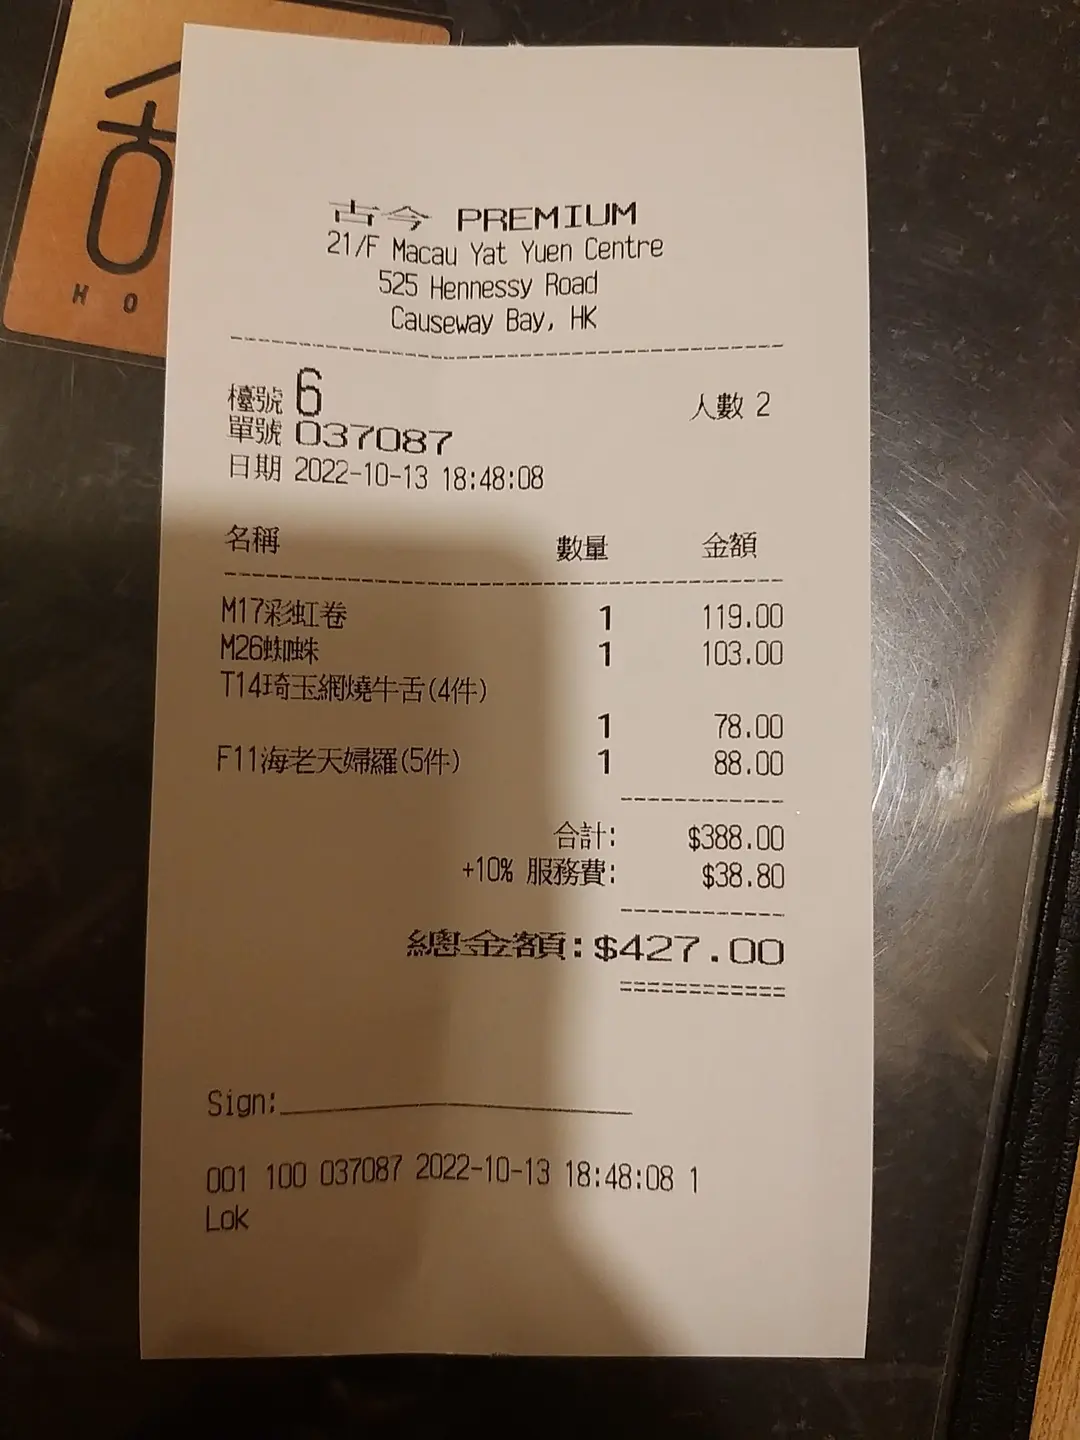 HO
古今 PREMIUM
21/F Macau Yat Yuen Centre
525 Hennessy Road
Causeway Bay, HK
檯號 6 人數 2
單號 037087
日期 2022-10-13 18:48:08
名稱 數量 金額
M17彩虹卷 1 119.00
M26蜘蛛 1 103.00
T14琦玉網燒牛舌(4件)
1 78.00
F11海老天婦羅(5件) 1 88.00
合計: $388.00
+10% 服務費: $38.80
總金額:$427.00
Sign:
001 100 037087 2022-10-13 18:48:08 1
Lok